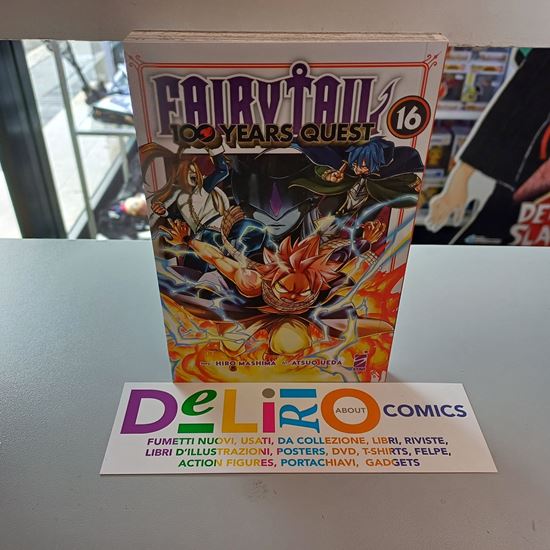 FAIRY TAIL
100 YEARS QUEST
16
HIRO MASHIMA
ATSUO UEDA
STAR
DELIRIO ABOUT COMICS
FUMETTI NUOVI, USATI, DA COLLEZIONE, LIBRI, RIVISTE,
LIBRI D'ILLUSTRAZIONI, POSTERS, DVD, T-SHIRTS, FELPE,
ACTION FIGURES, PORTACHIAVI, GADGETS